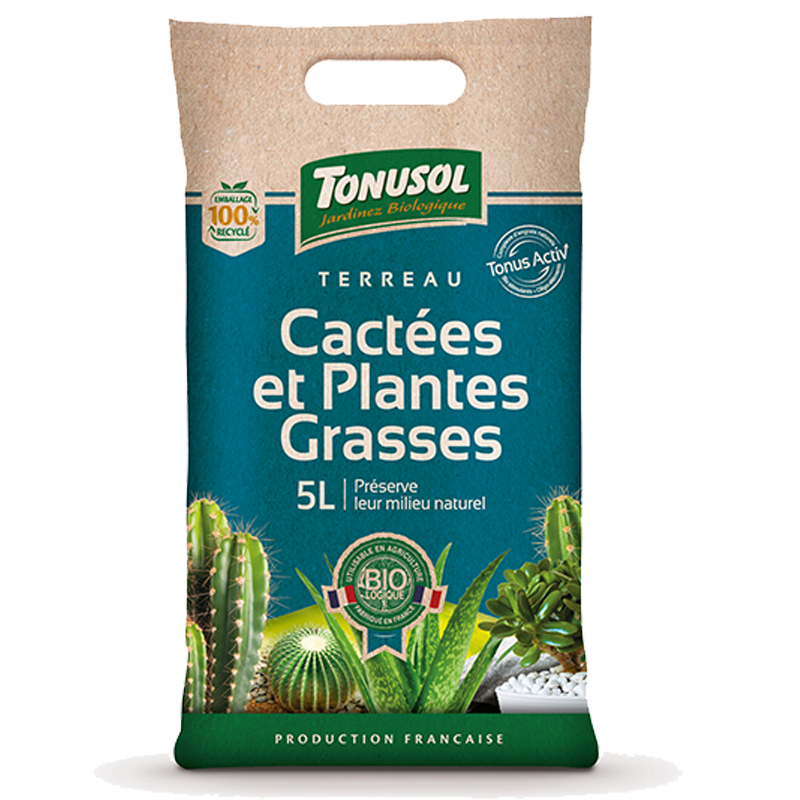 TONUSOL
Jardinez Biologique
EMBALLAGE
100%
RECYCLÉ
Tonus Activ
TERREAU
Cactées
et Plantes
Grasses
5L
Préserve
leur milieu naturel
UTILISABLE EN AGRICULTURE
BIO
LOGIQUE
FABRIQUÉ EN FRANCE
PRODUCTION FRANCAISE